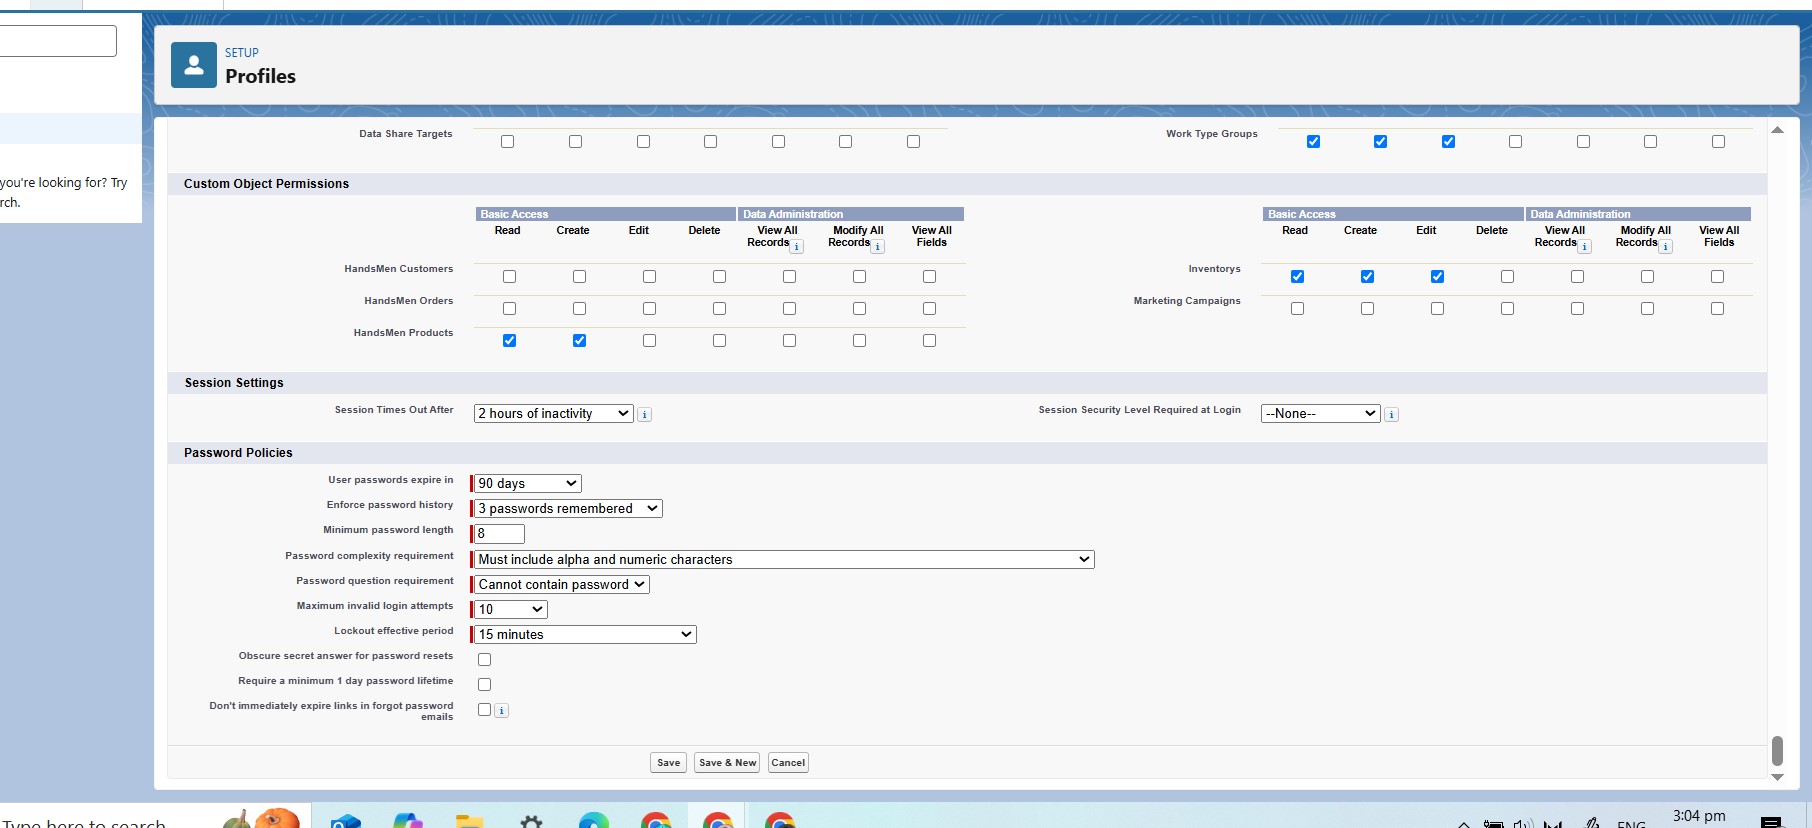 SETUP
Profiles
you're looking for? Try
rch.
Data Share Targets
Work Type Groups
Custom Object Permissions
Basic Access Data Administration
Read Create Edit Delete View All Records i Modify All Records i View All Fields
Basic Access Data Administration
Read Create Edit Delete View All Records i Modify All Records i View All Fields
HandsMen Customers
Inventorys
HandsMen Orders
Marketing Campaigns
HandsMen Products
Session Settings
Session Times Out After 2 hours of inactivity i
Session Security Level Required at Login --None-- i
Password Policies
User passwords expire in 90 days
Enforce password history 3 passwords remembered
Minimum password length 8
Password complexity requirement Must include alpha and numeric characters
Password question requirement Cannot contain password
Maximum invalid login attempts 10
Lockout effective period 15 minutes
Obscure secret answer for password resets
Require a minimum 1 day password lifetime
Don't immediately expire links in forgot password
emails i
Save Save & New Cancel
Type here to search
ENG
3:04 pm